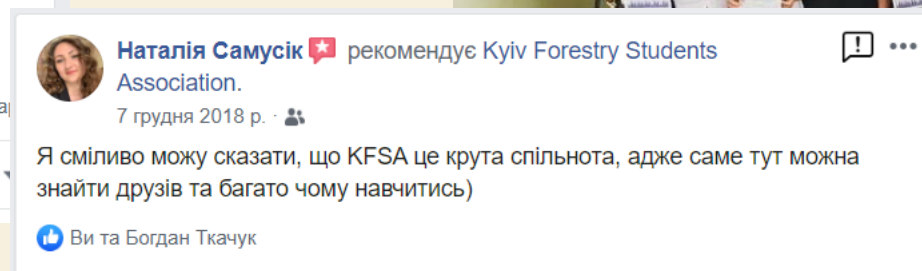 Наталія Самусік рекомендує Kyiv Forestry Students
Association.
7 грудня 2018 р. ·
Я сміливо можу сказати, що KFSA це крута спільнота, адже саме тут можна
знайти друзів та багато чому навчитись)
Ви та Богдан Ткачук